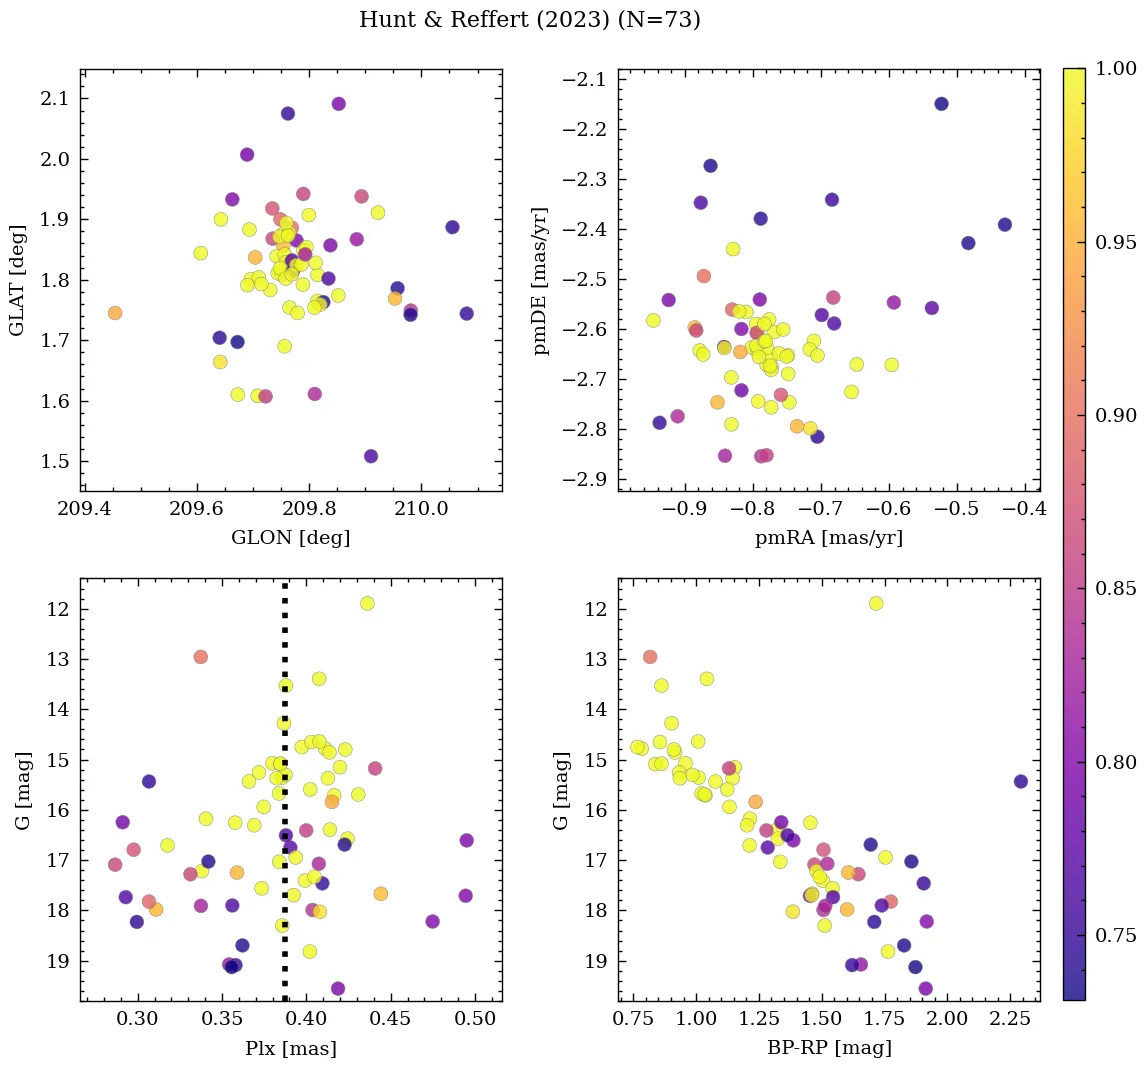 Hunt & Reffert (2023) (N=73)
2.1
2.0
1.9
1.8
1.7
1.6
1.5
GLAT [deg]
209.4 209.6 209.8 210.0
GLON [deg]
−2.1
−2.2
−2.3
−2.4
−2.5
−2.6
−2.7
−2.8
−2.9
pmDE [mas/yr]
−0.9 −0.8 −0.7 −0.6 −0.5 −0.4
pmRA [mas/yr]
12
13
14
15
16
17
18
19
G [mag]
0.30 0.35 0.40 0.45 0.50
Plx [mas]
12
13
14
15
16
17
18
19
G [mag]
0.75 1.00 1.25 1.50 1.75 2.00 2.25
BP-RP [mag]
1.00
0.95
0.90
0.85
0.80
0.75